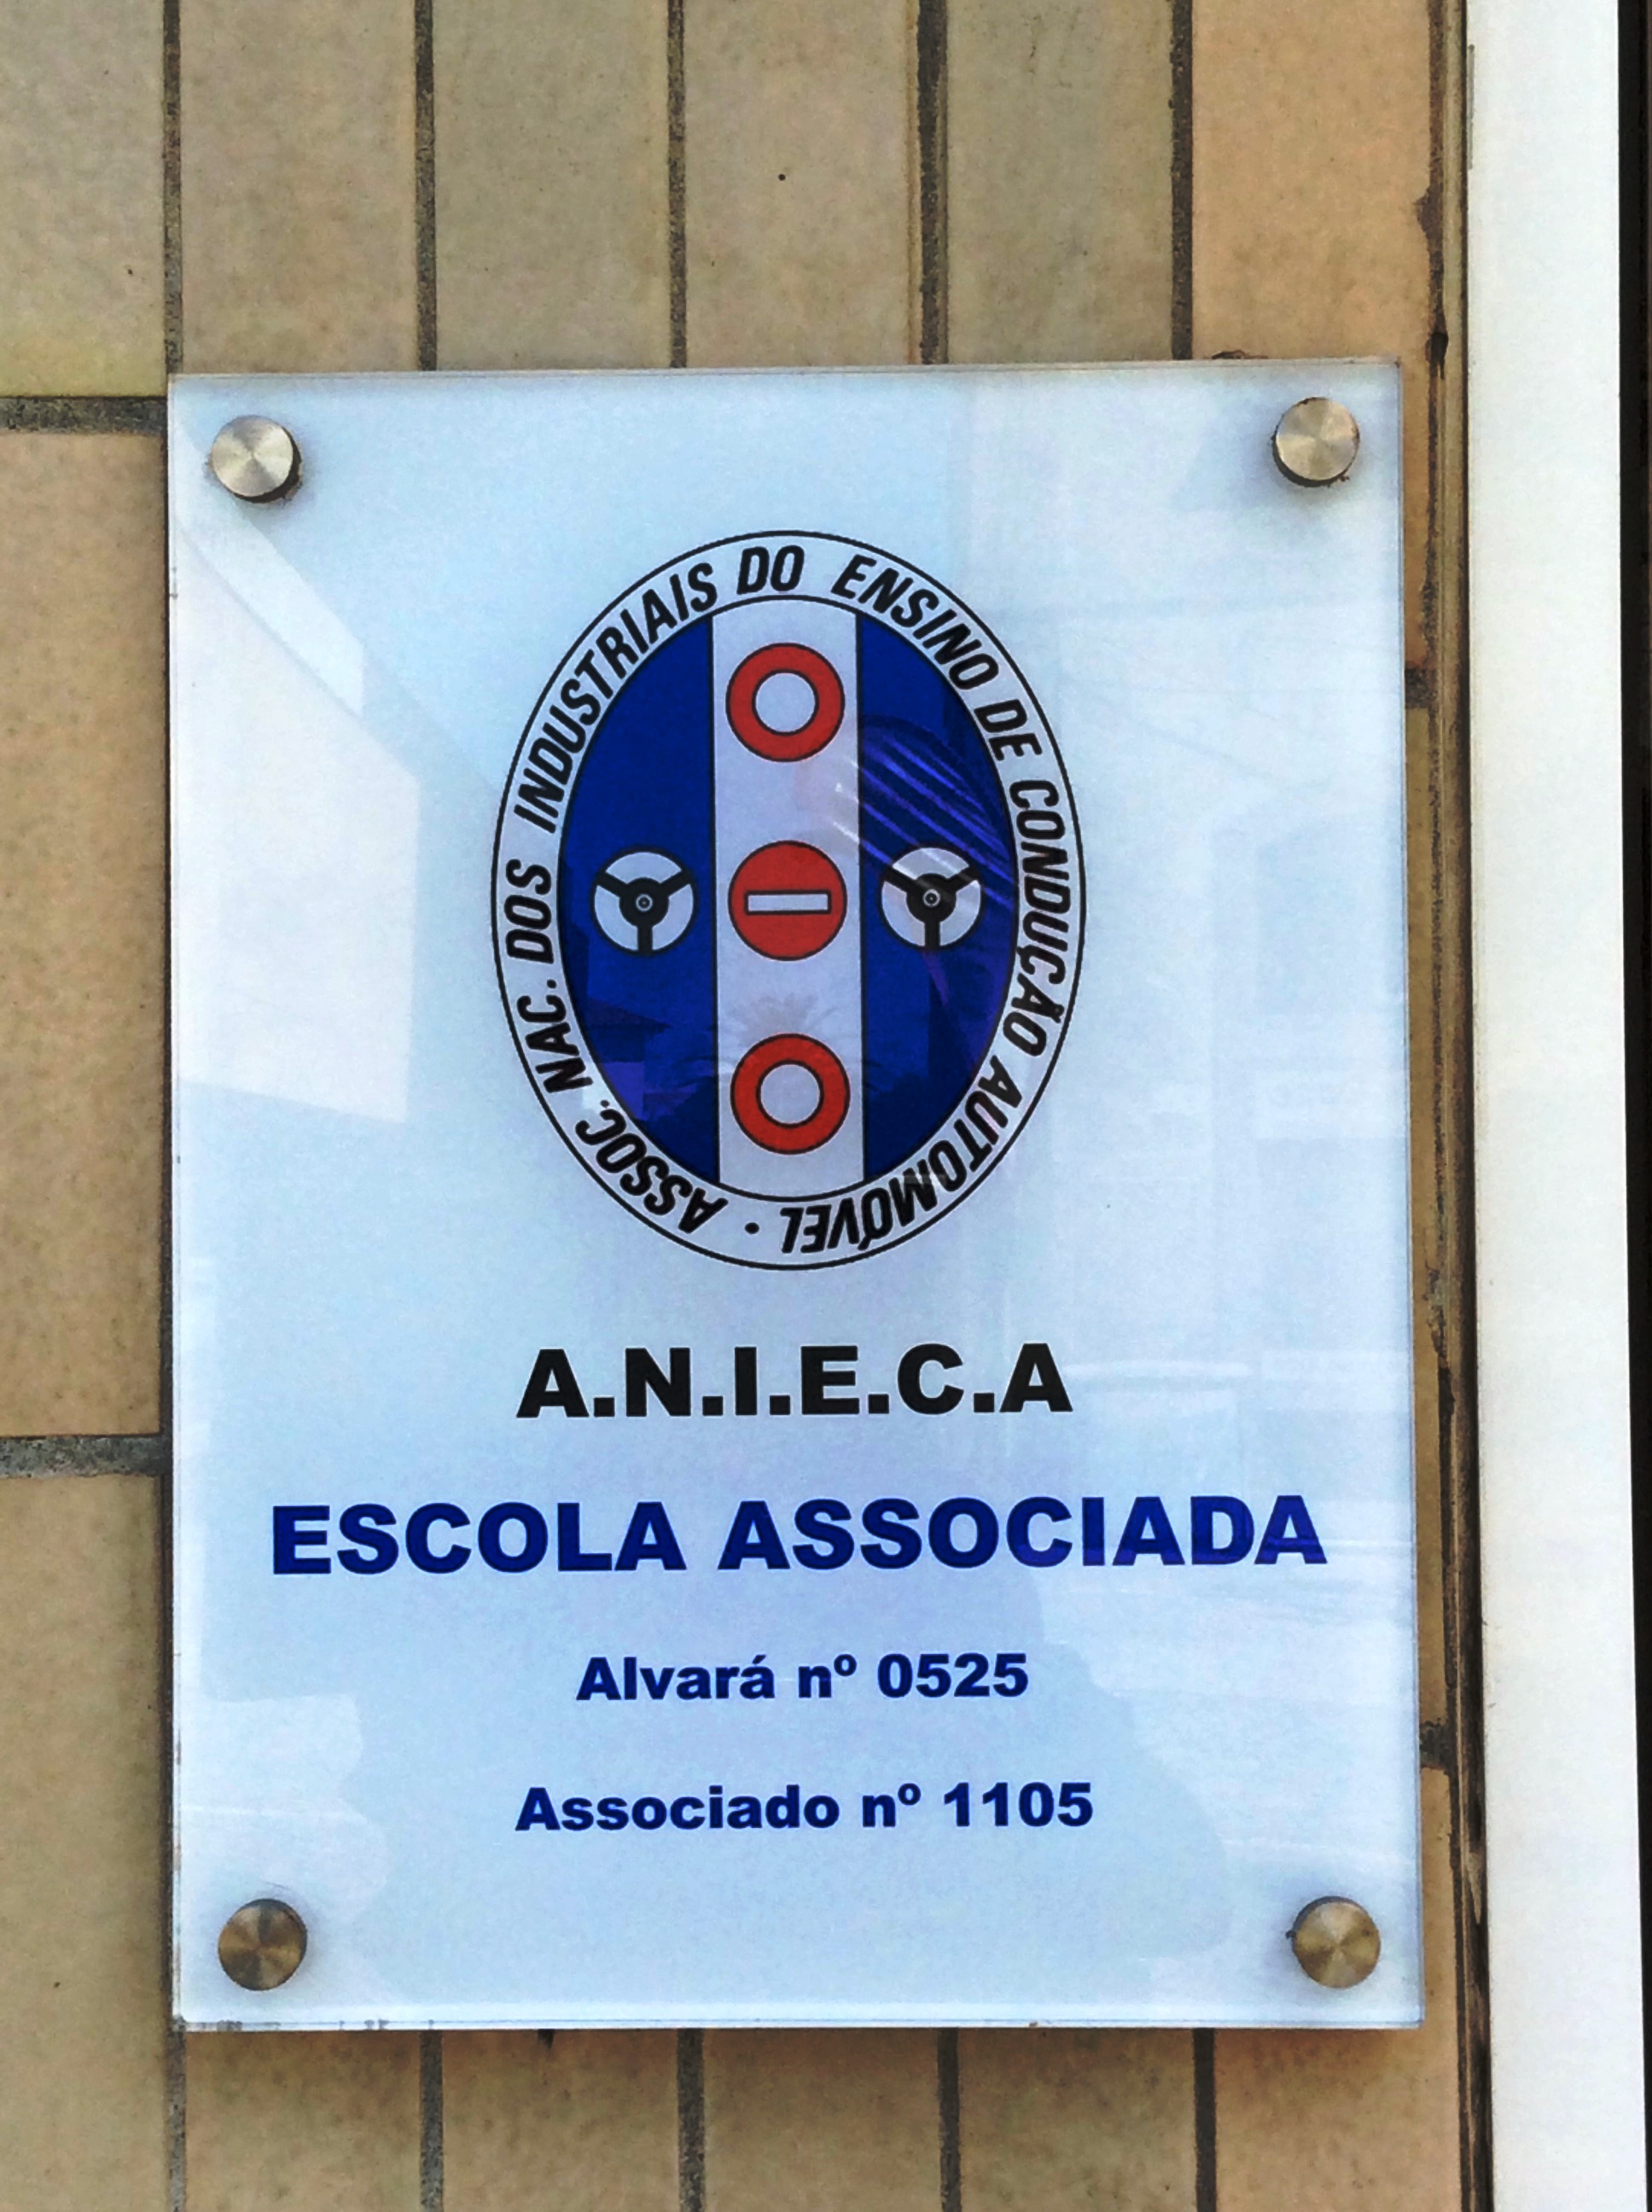 ASSOC. NAC. DOS INDUSTRIAIS DO ENSINO DE CONDUÇÃO AUTOMÓVEL •
A.N.I.E.C.A
ESCOLA ASSOCIADA
Alvará nº 0525
Associado nº 1105